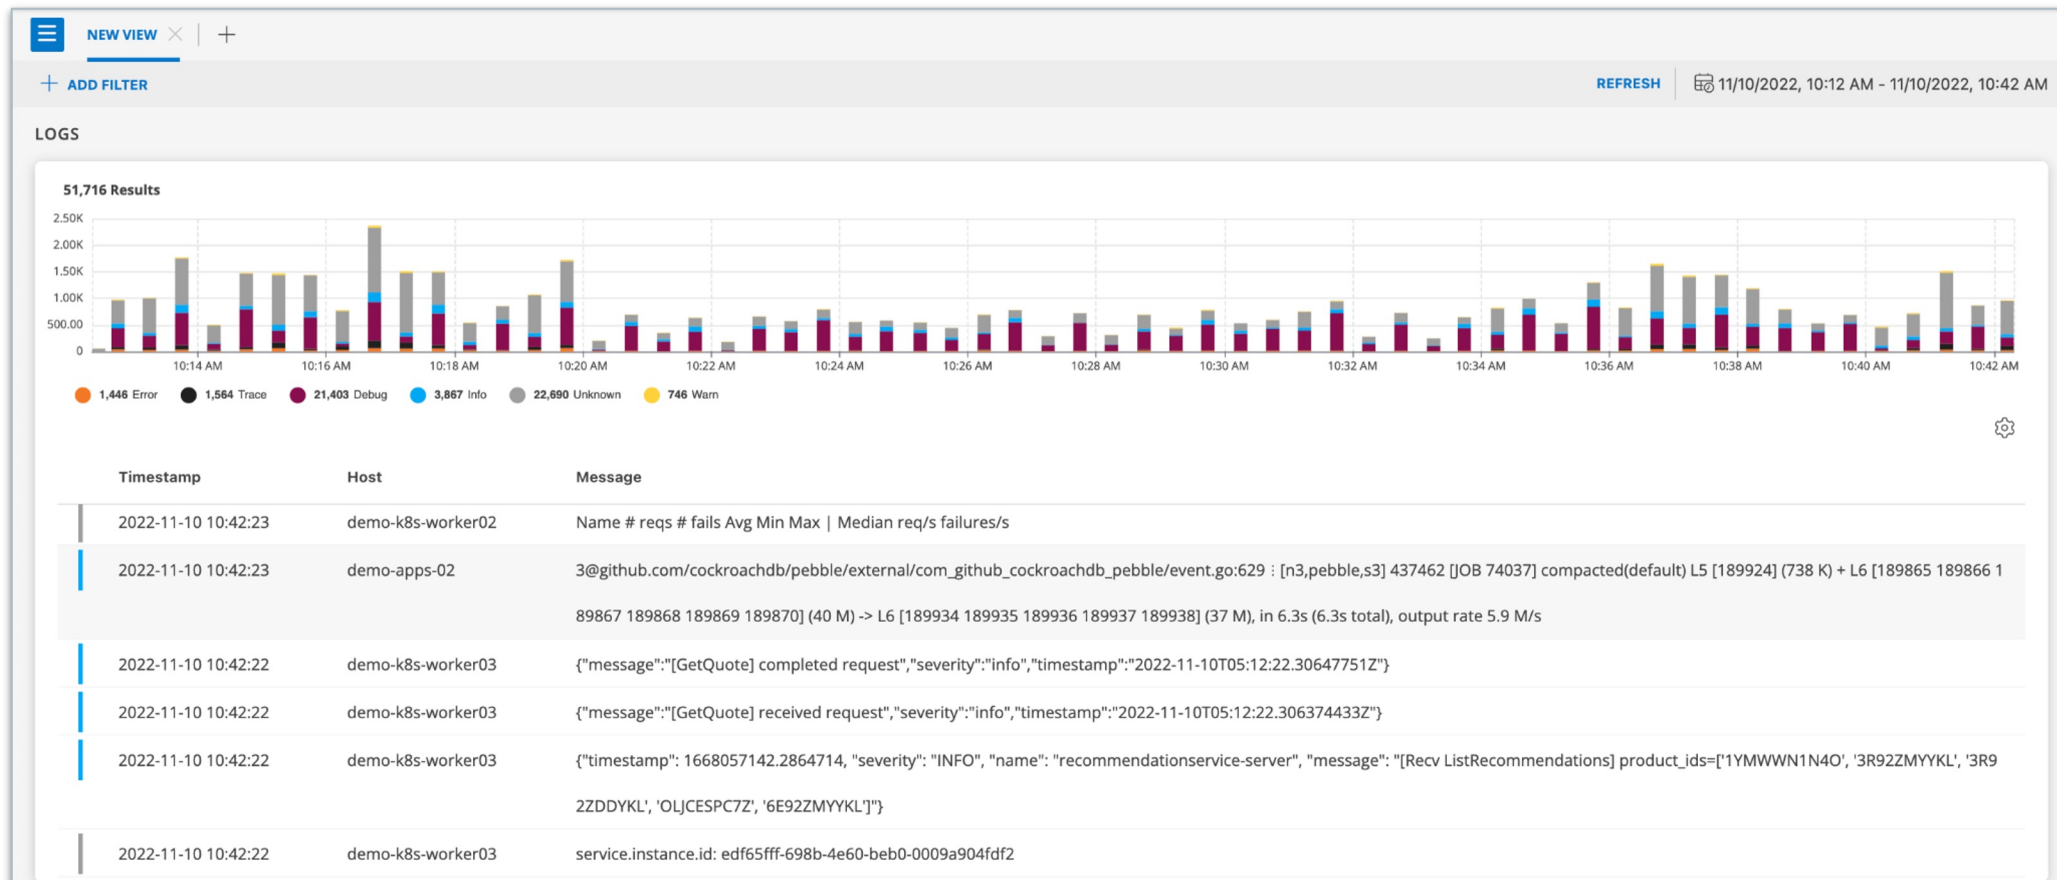 NEW VIEW
ADD FILTER
REFRESH
11/10/2022, 10:12 AM - 11/10/2022, 10:42 AM
LOGS
51,716 Results
2.50K
2.00K
1.50K
1.00K
500.00
0
10:14 AM 10:16 AM 10:18 AM 10:20 AM 10:22 AM 10:24 AM 10:26 AM 10:28 AM 10:30 AM 10:32 AM 10:34 AM 10:36 AM 10:38 AM 10:40 AM 10:42 AM
1,446 Error 1,564 Trace 21,403 Debug 3,867 Info 22,690 Unknown 746 Warn
Timestamp Host Message
2022-11-10 10:42:23 demo-k8s-worker02 Name # reqs # fails Avg Min Max | Median req/s failures/s
2022-11-10 10:42:23 demo-apps-02 3@github.com/cockroachdb/pebble/external/com_github_cockroachdb_pebble/event.go:629 ⋮ [n3,pebble,s3] 437462 [JOB 74037] compacted(default) L5 [189924] (738 K) + L6 [189865 189866 1
89867 189868 189869 189870] (40 M) -> L6 [189934 189935 189936 189937 189938] (37 M), in 6.3s (6.3s total), output rate 5.9 M/s
2022-11-10 10:42:22 demo-k8s-worker03 {"message":"[GetQuote] completed request","severity":"info","timestamp":"2022-11-10T05:12:22.30647751Z"}
2022-11-10 10:42:22 demo-k8s-worker03 {"message":"[GetQuote] received request","severity":"info","timestamp":"2022-11-10T05:12:22.306374433Z"}
2022-11-10 10:42:22 demo-k8s-worker03 {"timestamp": 1668057142.2864714, "severity": "INFO", "name": "recommendationservice-server", "message": "[Recv ListRecommendations] product_ids=['1YMWWN1N4O', '3R92ZMYYKL', '3R9
2ZDDYKL', 'OLJCESPC7Z', '6E92ZMYYKL']"}
2022-11-10 10:42:22 demo-k8s-worker03 service.instance.id: edf65fff-698b-4e60-beb0-0009a904fdf2